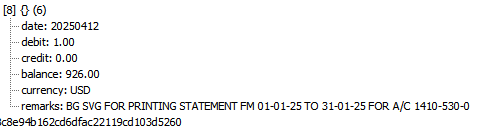 [8] {} (6)
date: 20250412
debit: 1.00
credit: 0.00
balance: 926.00
currency: USD
remarks: BG SVG FOR PRINTING STATEMENT FM 01-01-25 TO 31-01-25 FOR A/C 1410-530-0
8c8e94b162cd6dfac22119cd103d5260